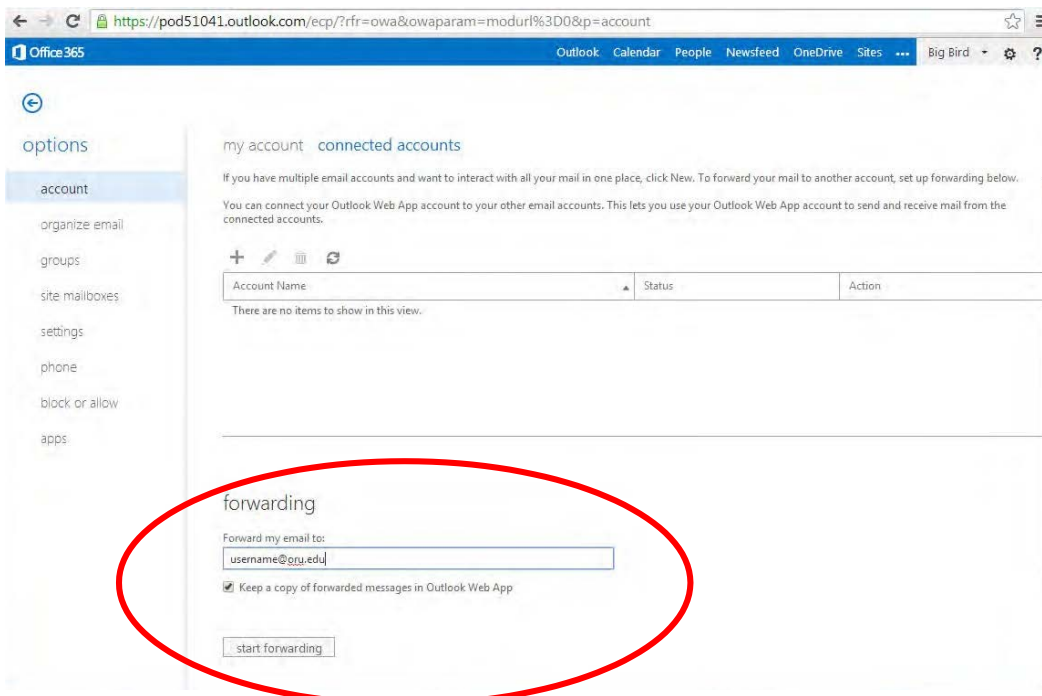 https://pod51041.outlook.com/ecp/?rfr=owa&owaparam=modurl%3D0&p=account
Office 365 Outlook Calendar People Newsfeed OneDrive Sites ••• Big Bird ?
options
account
organize email
groups
site mailboxes
settings
phone
block or allow
apps
my account connected accounts
If you have multiple email accounts and want to interact with all your mail in one place, click New. To forward your mail to another account, set up forwarding below.
You can connect your Outlook Web App account to your other email accounts. This lets you use your Outlook Web App account to send and receive mail from the
connected accounts.
Account Name Status Action
There are no items to show in this view.
forwarding
Forward my email to:
username@oru.edu
Keep a copy of forwarded messages in Outlook Web App
start forwarding